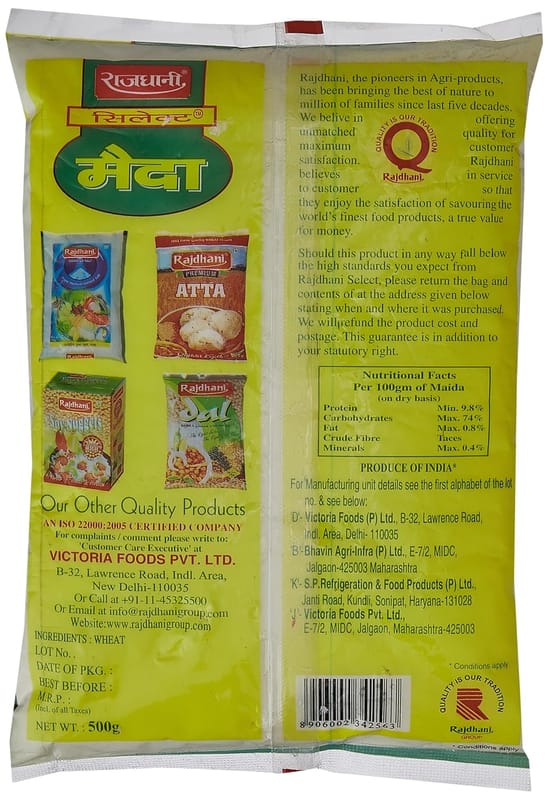 राजधानी
सिलेक्ट™
मैदा
Rajdhani
Rajdhani
PREMIUM
ATTA
Rajdhani
Soy Nuggets
Rajdhani
Dal
Our Other Quality Products
AN ISO 22000:2005 CERTIFIED COMPANY
For complaints / comment please write to:
'Customer Care Executive' at
VICTORIA FOODS PVT. LTD.
B-32, Lawrence Road, Indl. Area,
New Delhi-110035
Or Call at +91-11-45325500
Or Email at info@rajdhanigroup.com
Website:www.rajdhanigroup.com
INGREDIENTS : WHEAT
LOT No. .
DATE OF PKG. :
BEST BEFORE :
M.R.P. :
(Incl. of all Taxes)
NET WT. : 500g
Rajdhani, the pioneers in Agri-products,
has been bringing the best of nature to
million of families since last five decades.
We belive in offering
unmatched quality for
maximum customer
satisfaction. Rajdhani
believes in service
to customer so that
they enjoy the satisfaction of savouring the
world's finest food products, a true value
for money.
QUALITY IS OUR TRADITION
Rajdhani
Should this product in any way fall below
the high standards you expect from
Rajdhani Select, please return the bag and
contents of at the address given below
stating when and where it was purchased.
We will refund the product cost and
postage. This guarantee is in addition to
your statutory right.
Nutritional Facts
Per 100gm of Maida
(on dry basis)
Protein Min. 9.8%
Carbohydrates Max. 74%
Fat Max. 0.8%
Crude Fibre Taces
Minerals Max. 0.4%
PRODUCE OF INDIA*
For Manufacturing unit details see the first alphabet of the lot
no. & see below:
'D'- Victoria Foods (P) Ltd., B-32, Lawrence Road,
Indl. Area, Delhi- 110035
'B'- Bhavin Agri-Infra (P) Ltd., E-7/2, MIDC,
Jalgaon-425003 Maharashtra
'K'- S.P.Refrigeration & Food Products (P) Ltd.,
Janti Road, Kundli, Sonipat, Haryana-131028
'J'- Victoria Foods Pvt. Ltd.,
E-7/2, MIDC, Jalgaon, Maharashtra-425003
* Conditions apply
8906002342563
QUALITY IS OUR TRADITION
Rajdhani
GROUP
* Conditions apply